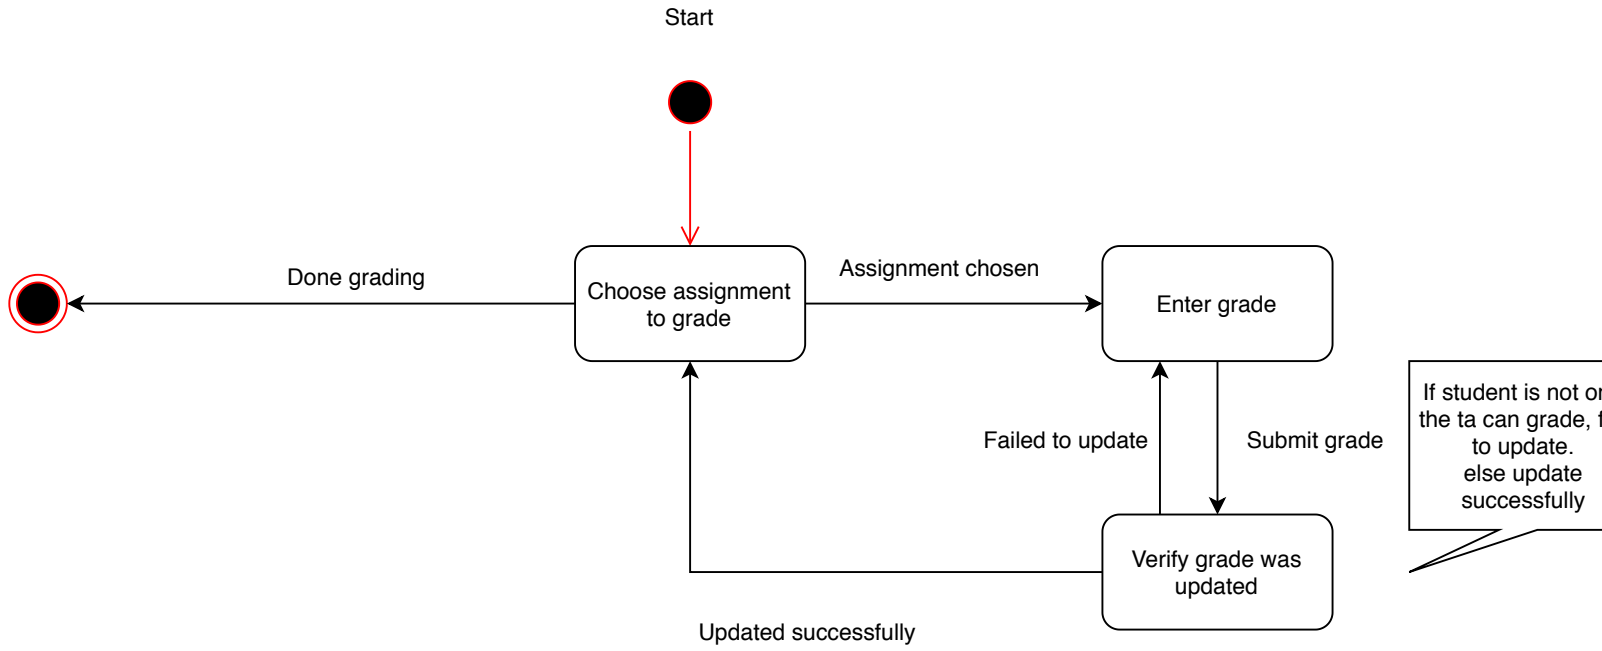 Start
Done grading
Choose assignment
to grade
Assignment chosen
Enter grade
If student is not
the ta can grade,
to update.
else update
successfully
Failed to update
Submit grade
Verify grade was
updated
Updated successfully